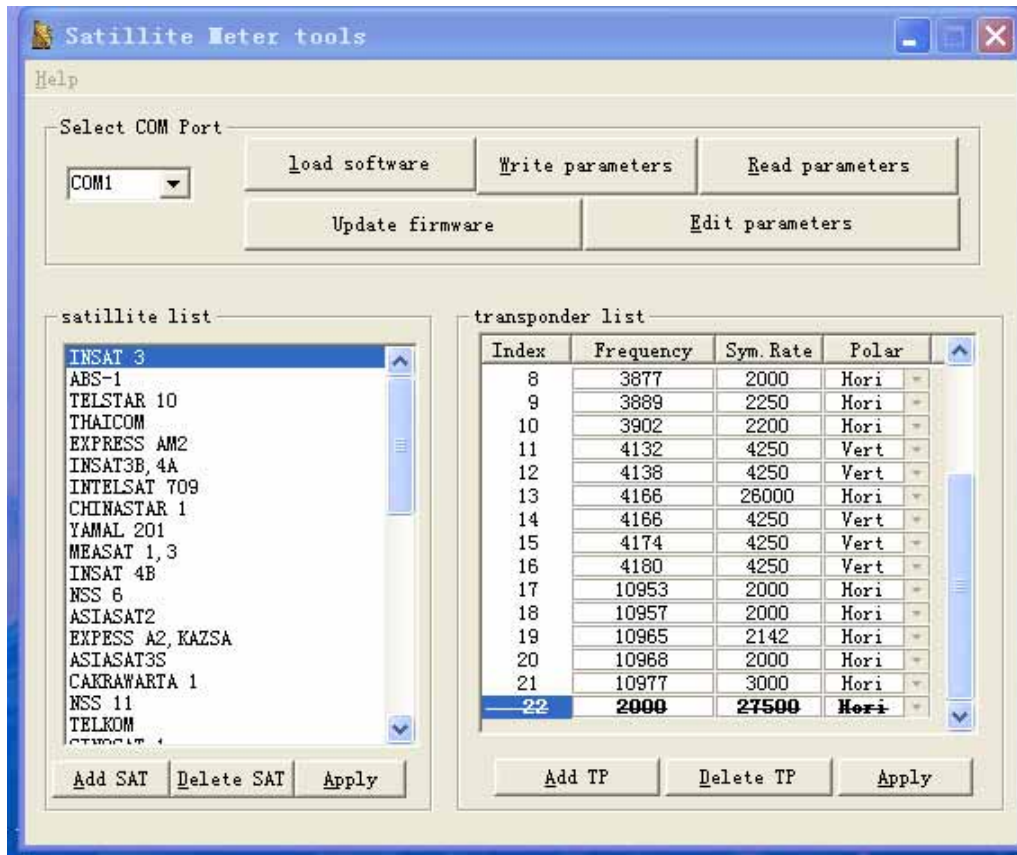 Satillite Meter tools
Help
Select COM Port
COM1
load software
Write parameters
Read parameters
Update firmware
Edit parameters
satillite list
INSAT 3
ABS-1
TELSTAR 10
THAICOM
EXPRESS AM2
INSAT3B, 4A
INTELSAT 709
CHINASTAR 1
YAMAL 201
MEASAT 1,3
INSAT 4B
NSS 6
ASIASAT2
EXPESS A2, KAZSA
ASIASAT3S
CAKRAWARTA 1
NSS 11
TELKOM
Add SAT
Delete SAT
Apply
transponder list
Index Frequency Sym. Rate Polar
8 3877 2000 Hori
9 3889 2250 Hori
10 3902 2200 Hori
11 4132 4250 Vert
12 4138 4250 Vert
13 4166 26000 Hori
14 4166 4250 Vert
15 4174 4250 Vert
16 4180 4250 Vert
17 10953 2000 Hori
18 10957 2000 Hori
19 10965 2142 Hori
20 10968 2000 Hori
21 10977 3000 Hori
22 2000 27500 Hori
Add TP
Delete TP
Apply